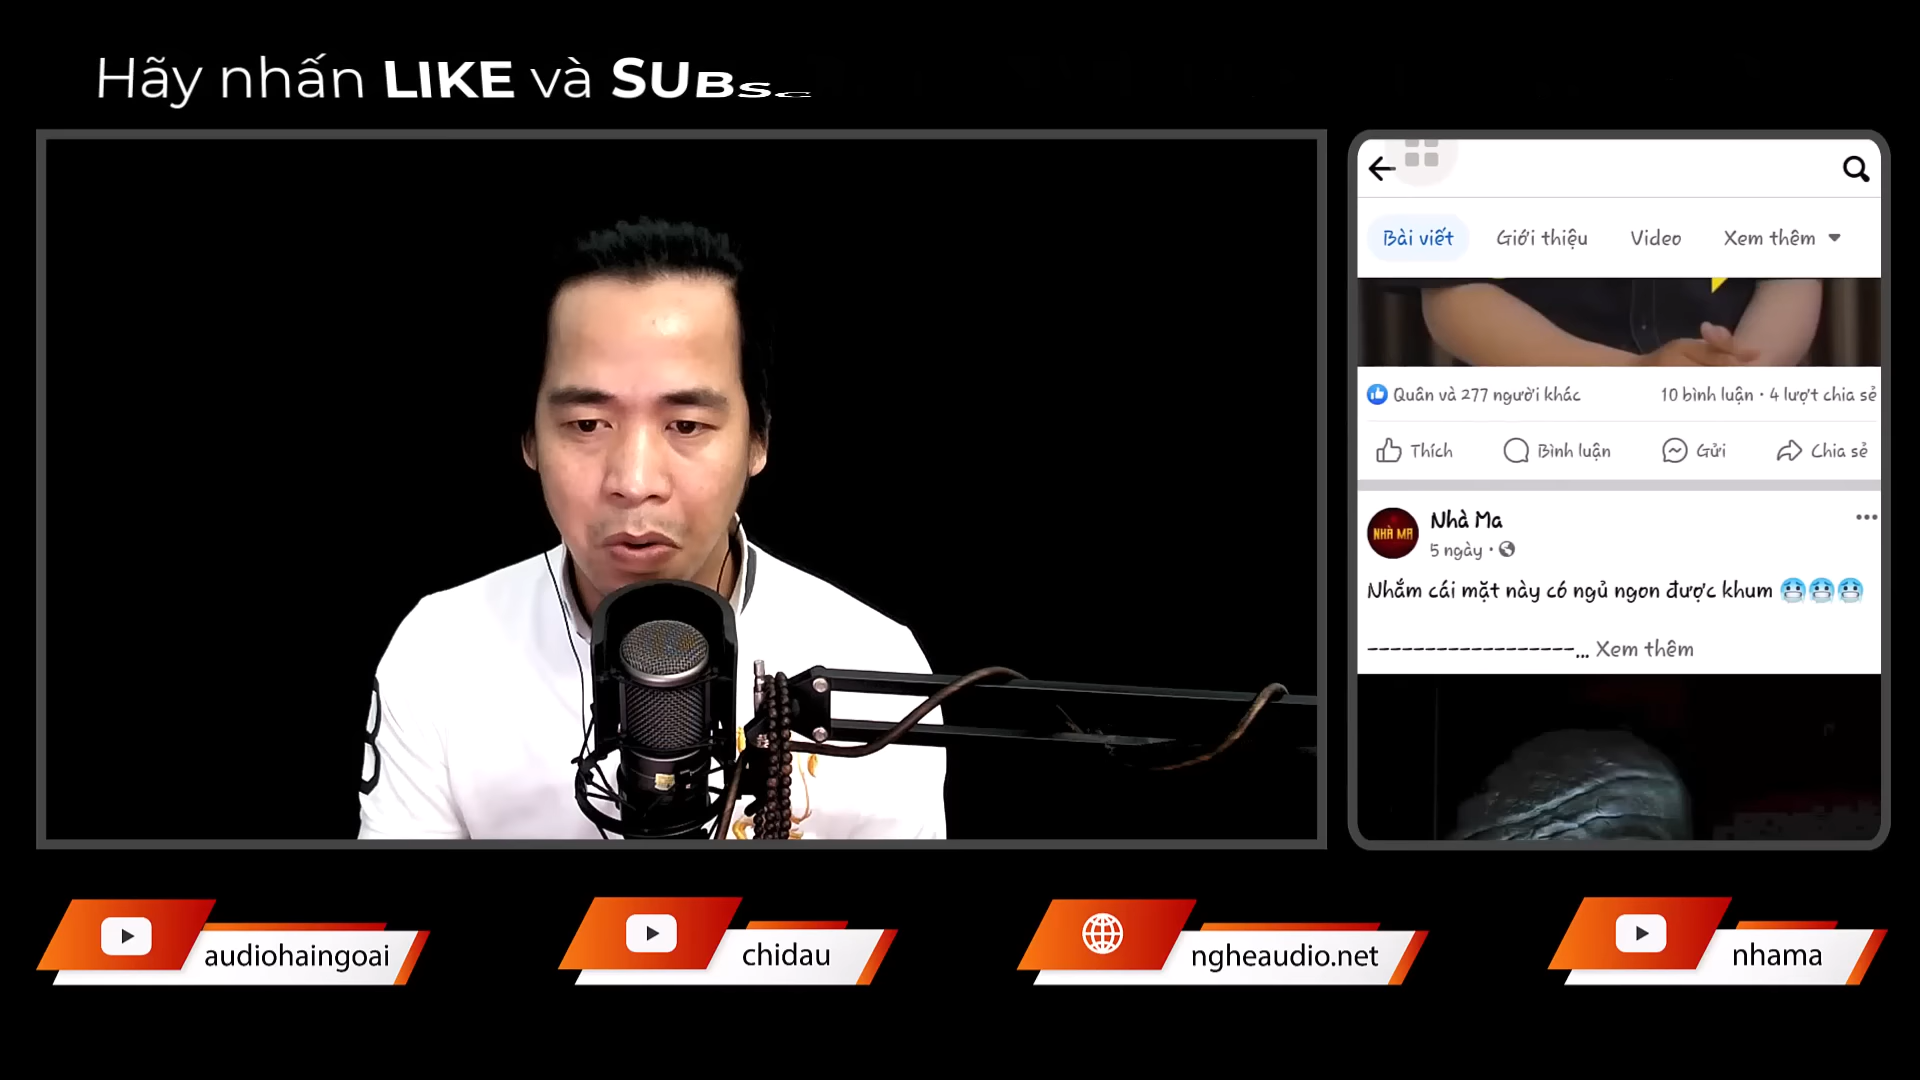 Hãy nhấn LIKE và SUBSC
Bài viết Giới thiệu Video Xem thêm
Quân và 277 người khác 10 bình luận · 4 lượt chia sẻ
Thích Bình luận Gửi Chia sẻ
NHÀ MA
Nhà Ma
5 ngày ·
Nhắm cái mặt này có ngủ ngon được khum 🥶🥶🥶
------------------... Xem thêm
audiohaingoai
chidau
ngheaudio.net
nhama